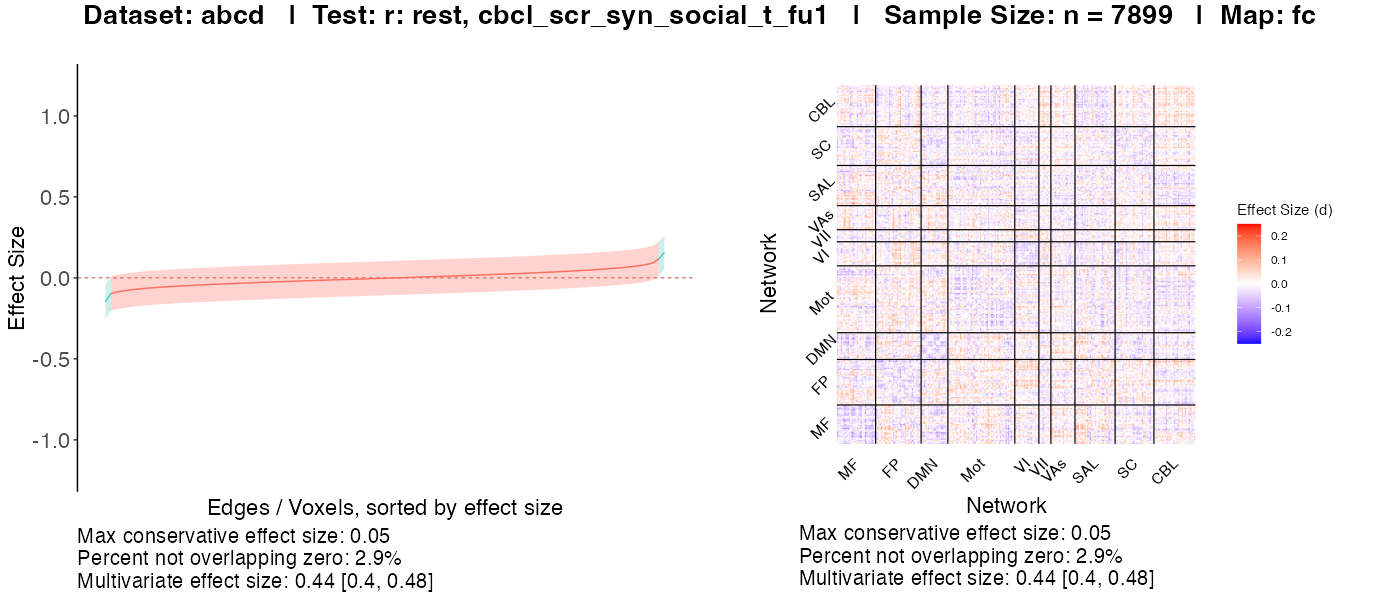 Dataset: abcd | Test: r: rest, cbcl_scr_syn_social_t_fu1 | Sample Size: n = 7899 | Map: fc
Effect Size
1.0
0.5
0.0
-0.5
-1.0
Edges / Voxels, sorted by effect size
Max conservative effect size: 0.05
Percent not overlapping zero: 2.9%
Multivariate effect size: 0.44 [0.4, 0.48]
Network
CBL
SC
SAL
VAs
VII
VI
Mot
DMN
FP
MF
MF FP DMN Mot VI VII VAs SAL SC CBL
Network
Max conservative effect size: 0.05
Percent not overlapping zero: 2.9%
Multivariate effect size: 0.44 [0.4, 0.48]
Effect Size (d)
0.2
0.1
0.0
-0.1
-0.2